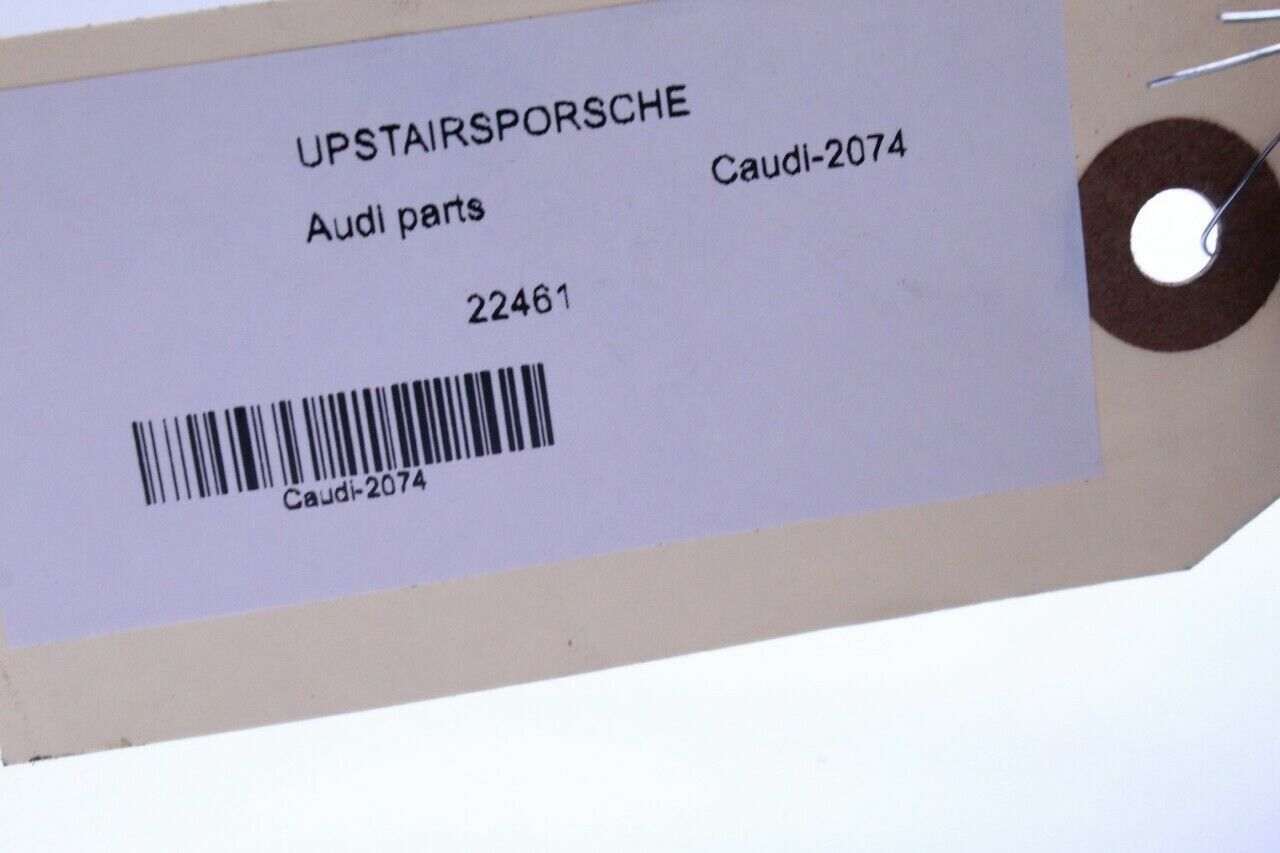 UPSTAIRSPORSCHE
Caudi-2074
Audi parts
22461
Caudi-2074